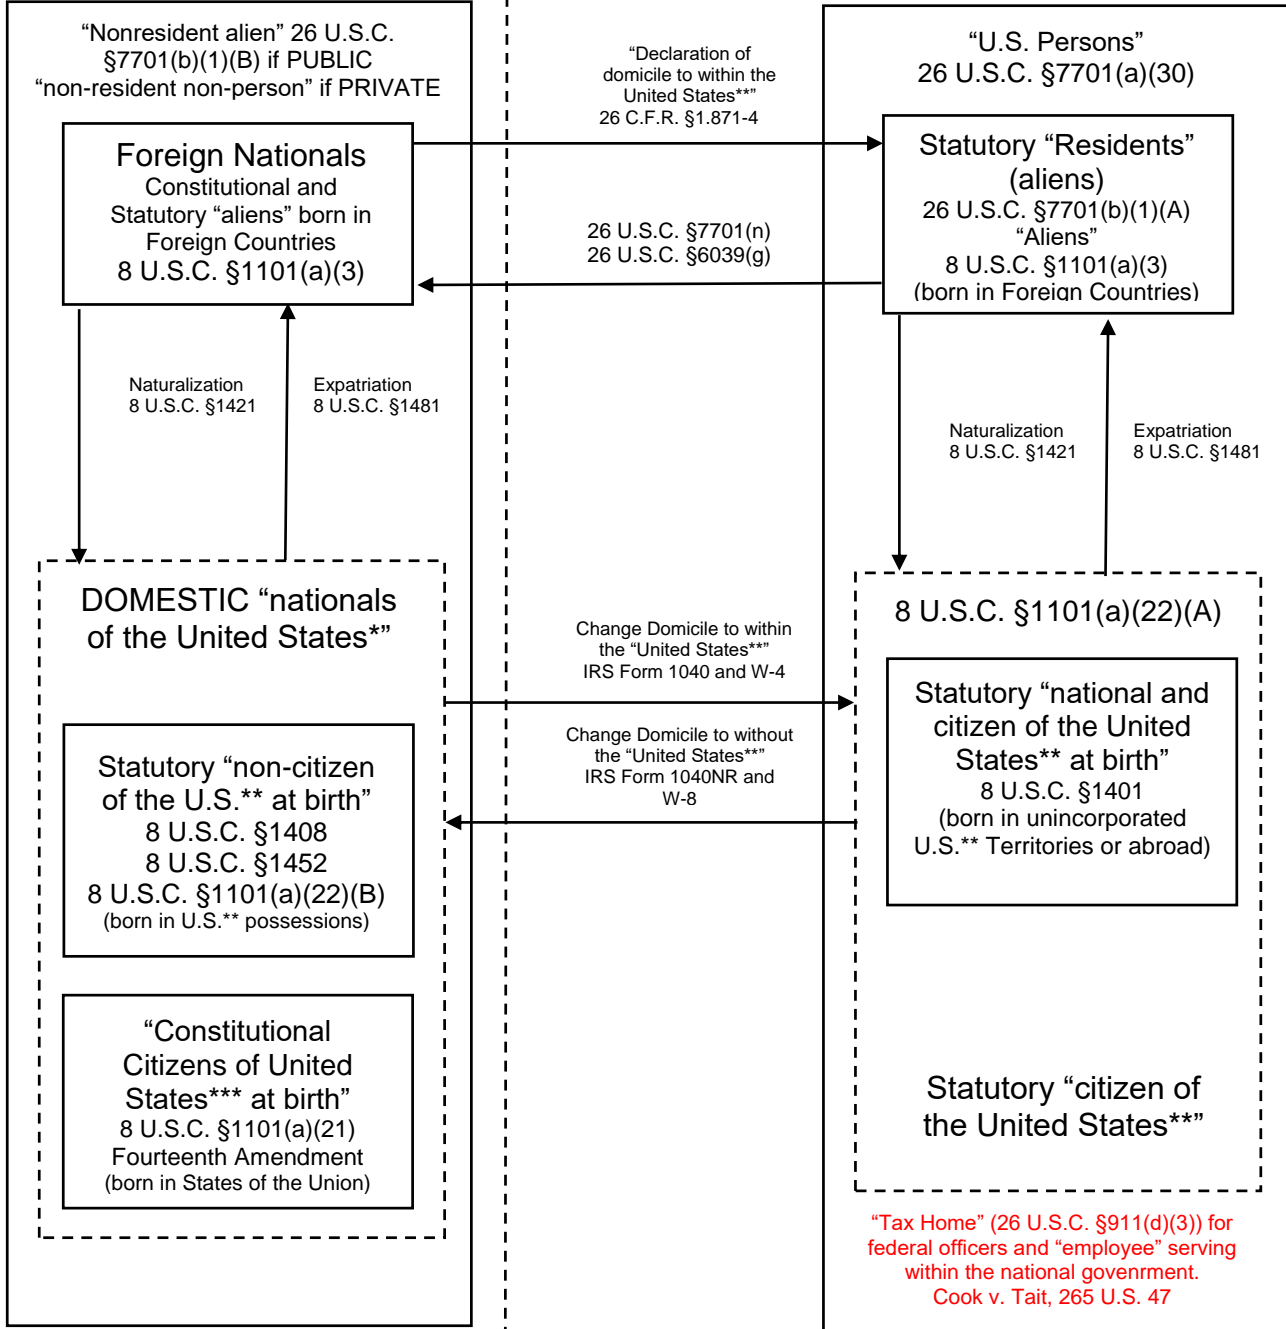 “Nonresident alien” 26 U.S.C.
§7701(b)(1)(B) if PUBLIC
“non-resident non-person” if PRIVATE
Foreign Nationals
Constitutional and
Statutory “aliens” born in
Foreign Countries
8 U.S.C. §1101(a)(3)
“Declaration of
domicile to within the
United States**”
26 C.F.R. §1.871-4
26 U.S.C. §7701(n)
26 U.S.C. §6039(g)
“U.S. Persons”
26 U.S.C. §7701(a)(30)
Statutory “Residents”
(aliens)
26 U.S.C. §7701(b)(1)(A)
“Aliens”
8 U.S.C. §1101(a)(3)
(born in Foreign Countries)
Naturalization
8 U.S.C. §1421
Expatriation
8 U.S.C. §1481
Naturalization
8 U.S.C. §1421
Expatriation
8 U.S.C. §1481
DOMESTIC “nationals
of the United States*”
Statutory “non-citizen
of the U.S.** at birth”
8 U.S.C. §1408
8 U.S.C. §1452
8 U.S.C. §1101(a)(22)(B)
(born in U.S.** possessions)
“Constitutional
Citizens of United
States*** at birth”
8 U.S.C. §1101(a)(21)
Fourteenth Amendment
(born in States of the Union)
Change Domicile to within
the “United States**”
IRS Form 1040 and W-4
Change Domicile to without
the “United States**”
IRS Form 1040NR and
W-8
8 U.S.C. §1101(a)(22)(A)
Statutory “national and
citizen of the United
States** at birth”
8 U.S.C. §1401
(born in unincorporated
U.S.** Territories or abroad)
Statutory “citizen of
the United States**”
“Tax Home” (26 U.S.C. §911(d)(3)) for
federal officers and “employee” serving
within the national govenrment.
Cook v. Tait, 265 U.S. 47